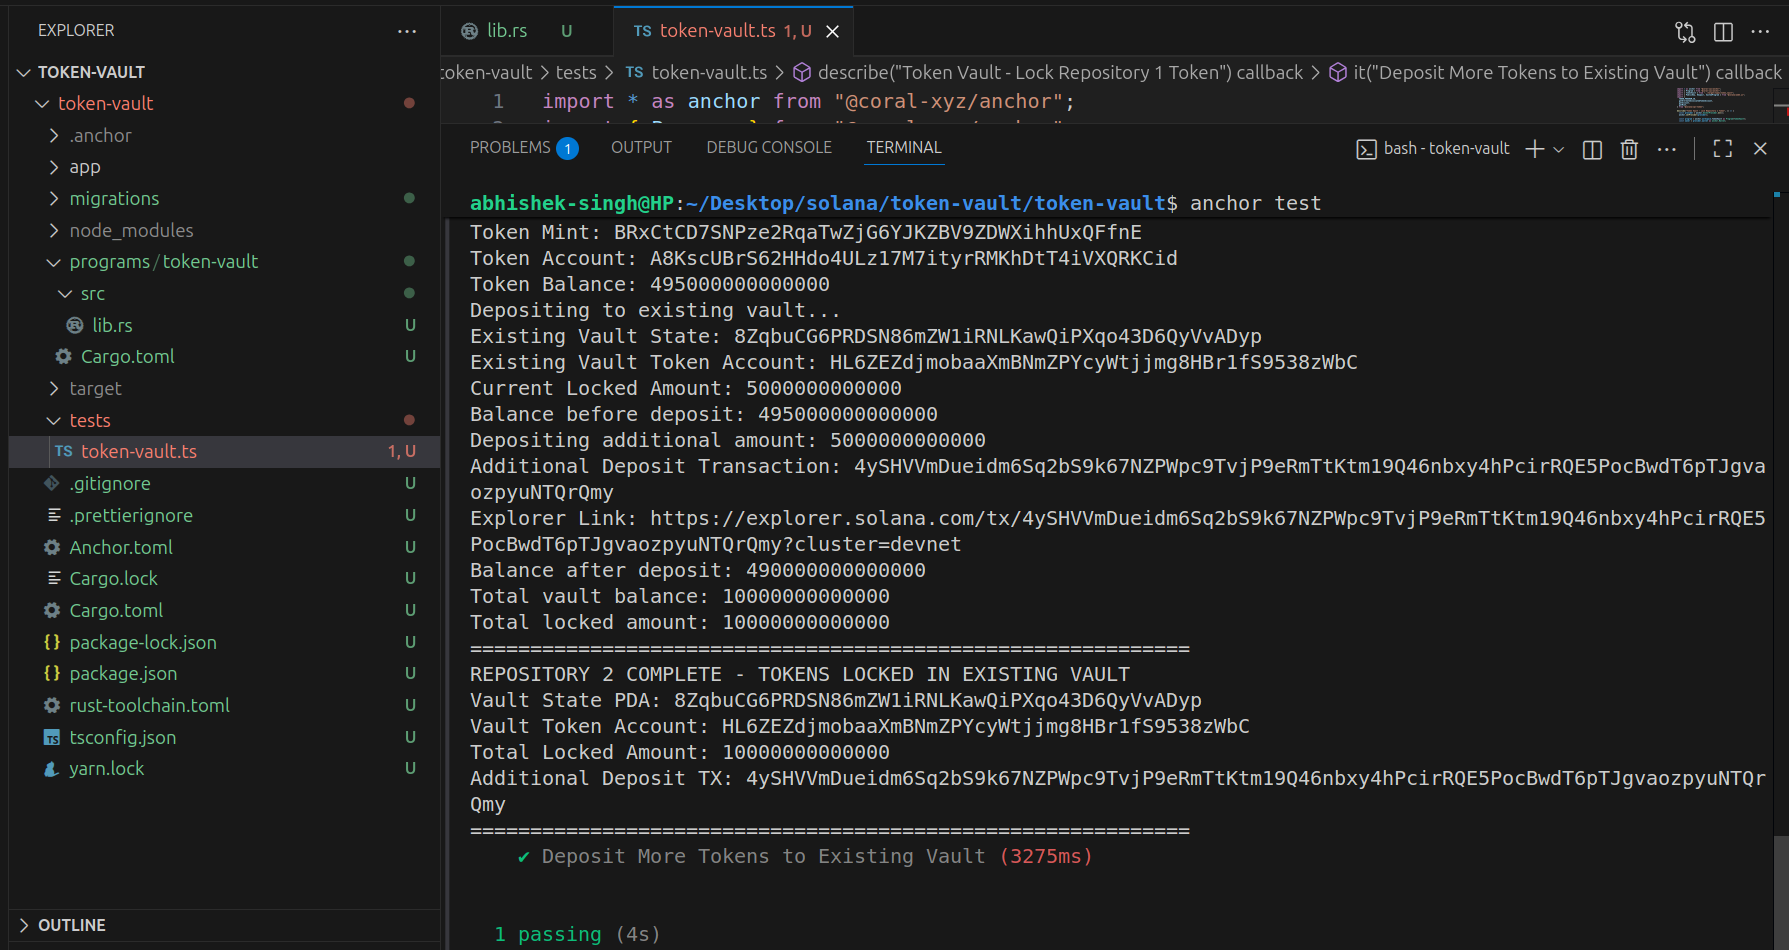 EXPLORER
TOKEN-VAULT
token-vault
.anchor
app
migrations
node_modules
programs/token-vault
src
lib.rs U
Cargo.toml U
target
tests
TS token-vault.ts 1, U
.gitignore U
.prettierignore U
Anchor.toml U
Cargo.lock U
Cargo.toml U
package-lock.json U
package.json U
rust-toolchain.toml U
tsconfig.json U
yarn.lock U
OUTLINE
lib.rs U TS token-vault.ts 1, U
token-vault > tests > TS token-vault.ts > describe("Token Vault - Lock Repository 1 Token") callback > it("Deposit More Tokens to Existing Vault") callback
1 import * as anchor from "@coral-xyz/anchor";
PROBLEMS 1 OUTPUT DEBUG CONSOLE TERMINAL bash - token-vault
abhishek-singh@HP:~/Desktop/solana/token-vault/token-vault$ anchor test
Token Mint: BRxCtCD7SNPze2RqaTwZjG6YJKZBV9ZDWXihhUxQFfnE
Token Account: A8KscUBrS62HHdo4ULz17M7ityrRMKhDtT4iVXQRKCid
Token Balance: 495000000000000
Depositing to existing vault...
Existing Vault State: 8ZqbuCG6PRDSN86mZW1iRNLKawQiPXqo43D6QyVvADyp
Existing Vault Token Account: HL6ZEZdjmobaaXmBNmZPYcyWtjjmg8HBr1fS9538zWbC
Current Locked Amount: 5000000000000
Balance before deposit: 495000000000000
Depositing additional amount: 5000000000000
Additional Deposit Transaction: 4ySHVVmDueidm6Sq2bS9k67NZPWpc9TvjP9eRmTtKtm19Q46nbxy4hPcirRQE5PocBwdT6pTJgva
ozpyuNTQrQmy
Explorer Link: https://explorer.solana.com/tx/4ySHVVmDueidm6Sq2bS9k67NZPWpc9TvjP9eRmTtKtm19Q46nbxy4hPcirRQE5
PocBwdT6pTJgvaozpyuNTQrQmy?cluster=devnet
Balance after deposit: 490000000000000
Total vault balance: 10000000000000
Total locked amount: 10000000000000
============================================================
REPOSITORY 2 COMPLETE - TOKENS LOCKED IN EXISTING VAULT
Vault State PDA: 8ZqbuCG6PRDSN86mZW1iRNLKawQiPXqo43D6QyVvADyp
Vault Token Account: HL6ZEZdjmobaaXmBNmZPYcyWtjjmg8HBr1fS9538zWbC
Total Locked Amount: 10000000000000
Additional Deposit TX: 4ySHVVmDueidm6Sq2bS9k67NZPWpc9TvjP9eRmTtKtm19Q46nbxy4hPcirRQE5PocBwdT6pTJgvaozpyuNTQr
Qmy
============================================================
✔ Deposit More Tokens to Existing Vault (3275ms)
1 passing (4s)